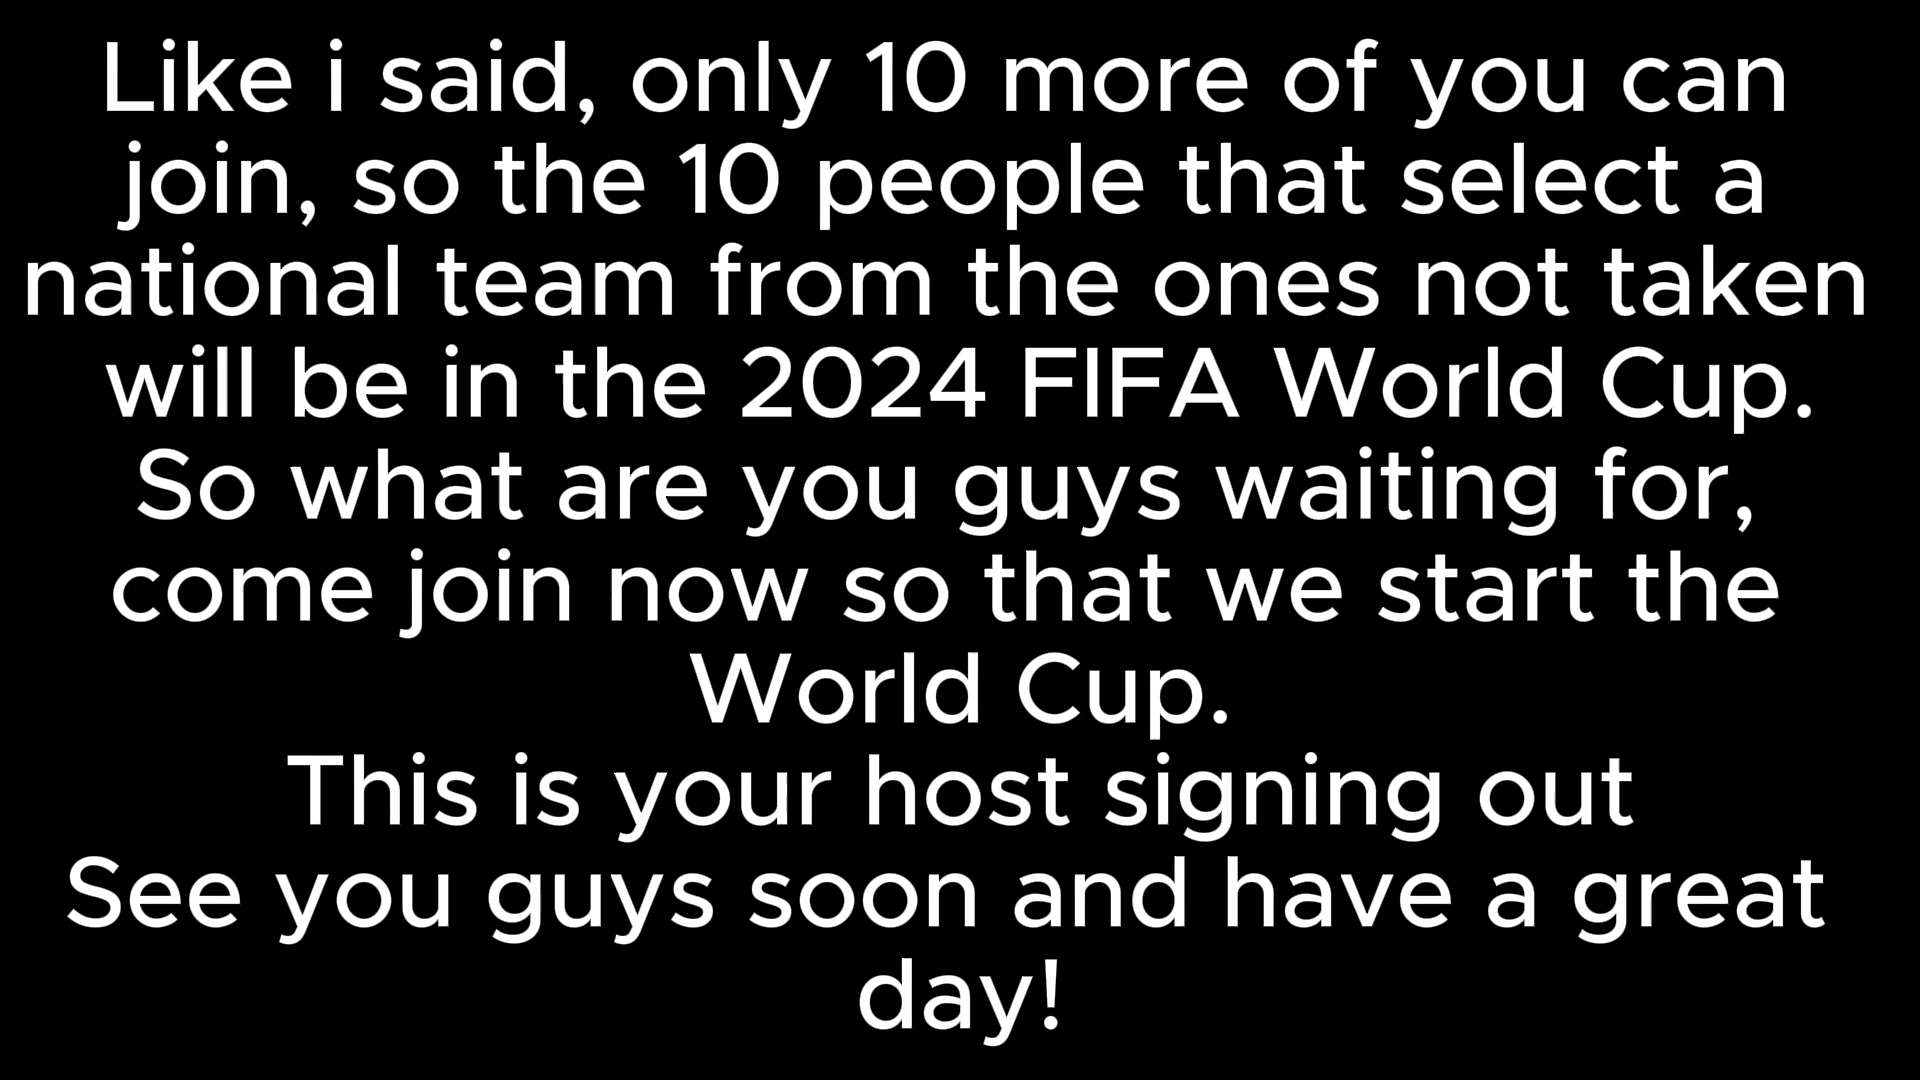 Like i said, only 10 more of you can
join, so the 10 people that select a
national team from the ones not taken
will be in the 2024 FIFA World Cup.
So what are you guys waiting for,
come join now so that we start the
World Cup.
This is your host signing out
See you guys soon and have a great
day!